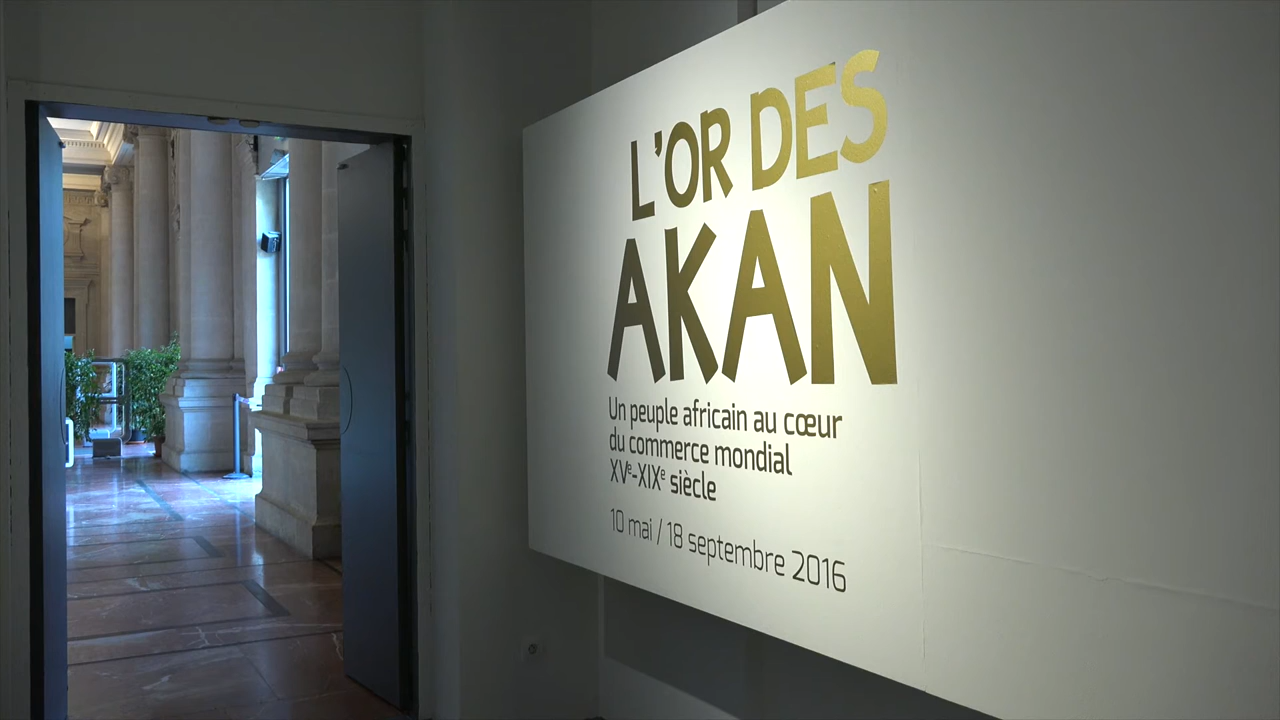 L'OR DES
AKAN
Un peuple africain au cœur
du commerce mondial
XVe-XIXe siècle
10 mai / 18 septembre 2016